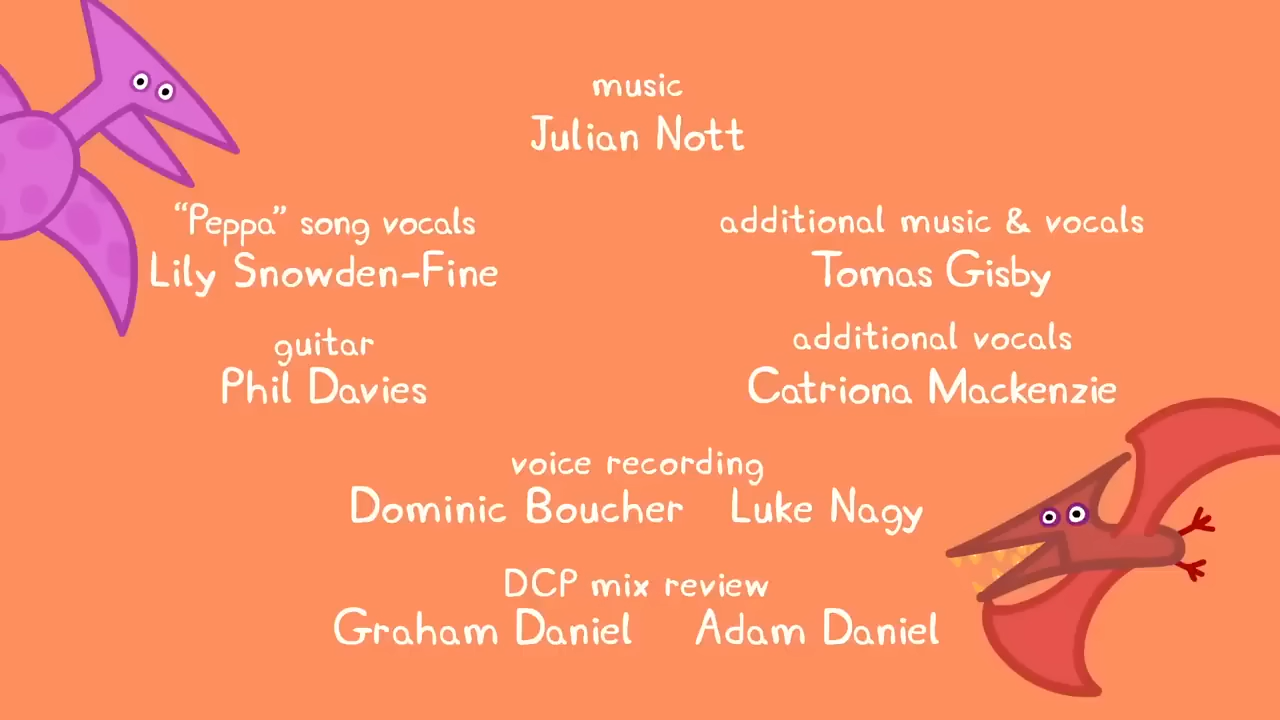 music
Julian Nott
“Peppa” song vocals
Lily Snowden-Fine
additional music & vocals
Tomas Gisby
guitar
Phil Davies
additional vocals
Catriona Mackenzie
voice recording
Dominic Boucher Luke Nagy
DCP mix review
Graham Daniel Adam Daniel